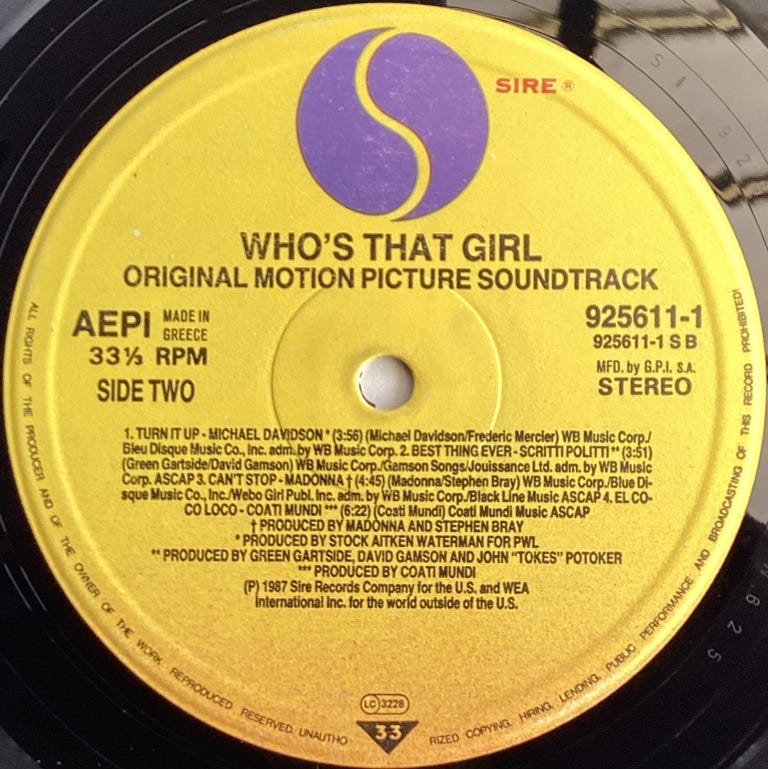 SIRE ®
WHO'S THAT GIRL
ORIGINAL MOTION PICTURE SOUNDTRACK
AEPI MADE IN GREECE
33⅓ RPM
SIDE TWO
925611-1
925611-1 S B
MFD. by G.P.I. S.A.
STEREO
1. TURN IT UP - MICHAEL DAVIDSON * (3:56) (Michael Davidson/Frederic Mercier) WB Music Corp./
Bleu Disque Music Co., Inc. adm. by WB Music Corp. 2. BEST THING EVER - SCRITTI POLITTI ** (3:51)
(Green Gartside/David Gamson) WB Music Corp./Gamson Songs/Jouissance Ltd. adm. by WB Music
Corp. ASCAP 3. CAN'T STOP - MADONNA † (4:45) (Madonna/Stephen Bray) WB Music Corp./Blue Di-
sque Music Co., Inc./Webo Girl Publ. Inc. adm. by WB Music Corp./Black Line Music ASCAP 4. EL CO-
CO LOCO - COATI MUNDI *** (6:22) (Coati Mundi) Coati Mundi Music ASCAP
† PRODUCED BY MADONNA AND STEPHEN BRAY
* PRODUCED BY STOCK AITKEN WATERMAN FOR PWL
** PRODUCED BY GREEN GARTSIDE, DAVID GAMSON AND JOHN "TOKES" POTOKER
*** PRODUCED BY COATI MUNDI
(P) 1987 Sire Records Company for the U.S. and WEA
International Inc. for the world outside of the U.S.
ALL RIGHTS OF THE PRODUCER AND OF THE OWNER OF THE WORK REPRODUCED RESERVED. UNAUTHO
RIZED COPYING, HIRING, LENDING, PUBLIC PERFORMANCE AND BROADCASTING OF THIS RECORD PROHIBITED!
LC 3228
33